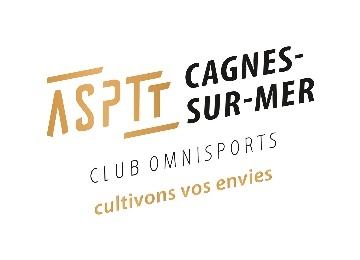 ASPTT CAGNES-
SUR-MER
CLUB OMNISPORTS
cultivons vos envies